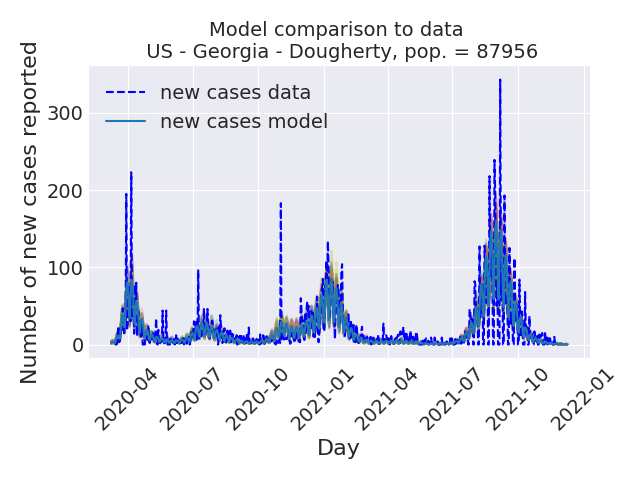 Model comparison to data
US - Georgia - Dougherty, pop. = 87956
Number of new cases reported
new cases data
new cases model
300
200
100
0
2020-04
2020-07
2020-10
2021-01
2021-04
2021-07
2021-10
2022-01
Day